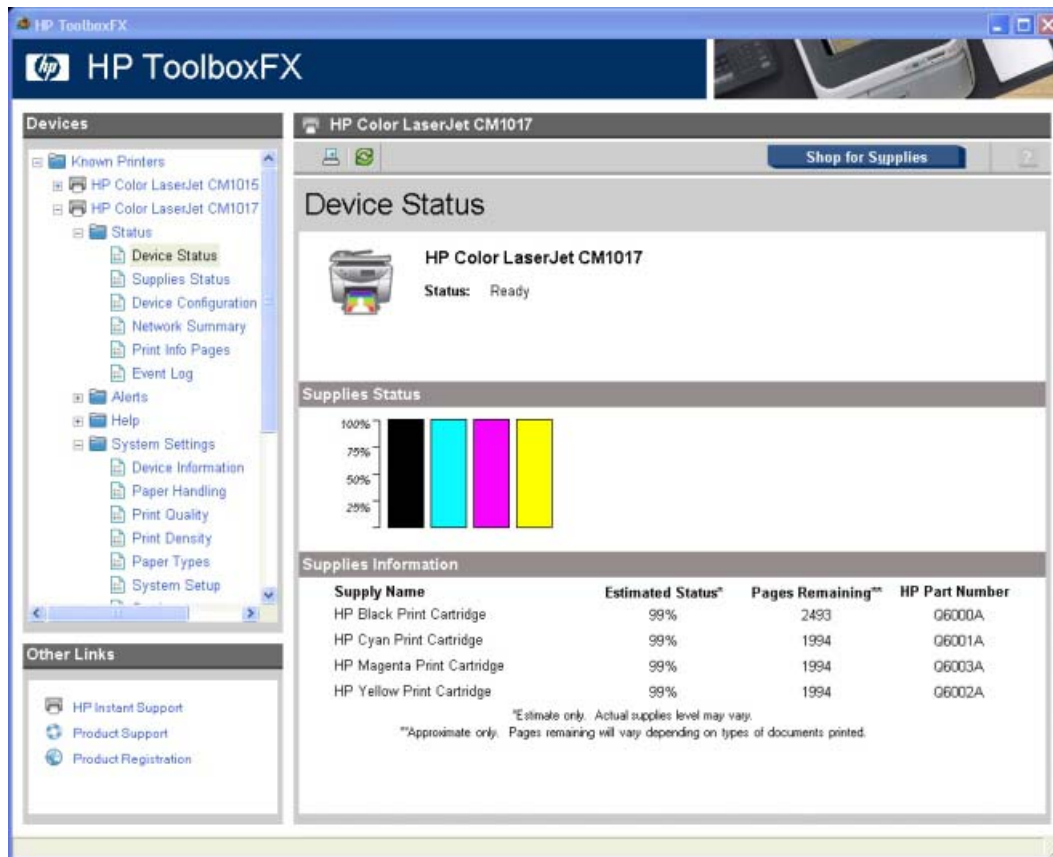 HP ToolboxFX
hp HP ToolboxFX
Devices
Known Printers
HP Color LaserJet CM1015
HP Color LaserJet CM1017
Status
Device Status
Supplies Status
Device Configuration
Network Summary
Print Info Pages
Event Log
Alerts
Help
System Settings
Device Information
Paper Handling
Print Quality
Print Density
Paper Types
System Setup
Other Links
HP Instant Support
Product Support
Product Registration
HP Color LaserJet CM1017
Shop for Supplies
?
Device Status
HP Color LaserJet CM1017
Status: Ready
Supplies Status
100%
75%
50%
25%
Supplies Information
Supply Name Estimated Status* Pages Remaining** HP Part Number
HP Black Print Cartridge 99% 2493 Q6000A
HP Cyan Print Cartridge 99% 1994 Q6001A
HP Magenta Print Cartridge 99% 1994 Q6003A
HP Yellow Print Cartridge 99% 1994 Q6002A
*Estimate only. Actual supplies level may vary.
**Approximate only. Pages remaining will vary depending on types of documents printed.